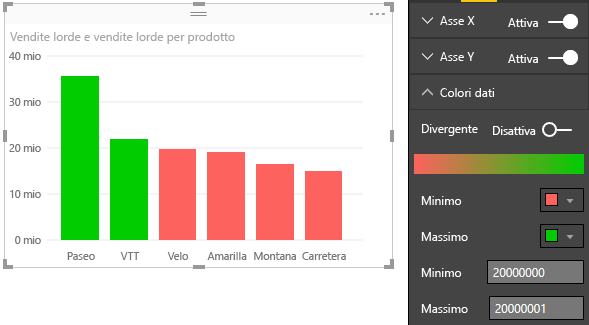 Vendite lorde e vendite lorde per prodotto
40 mio
30 mio
20 mio
10 mio
0 mio
Paseo VTT Velo Amarilla Montana Carretera
Asse X Attiva
Asse Y Attiva
Colori dati
Divergente Disattiva
Minimo
Massimo
Minimo 20000000
Massimo 20000001